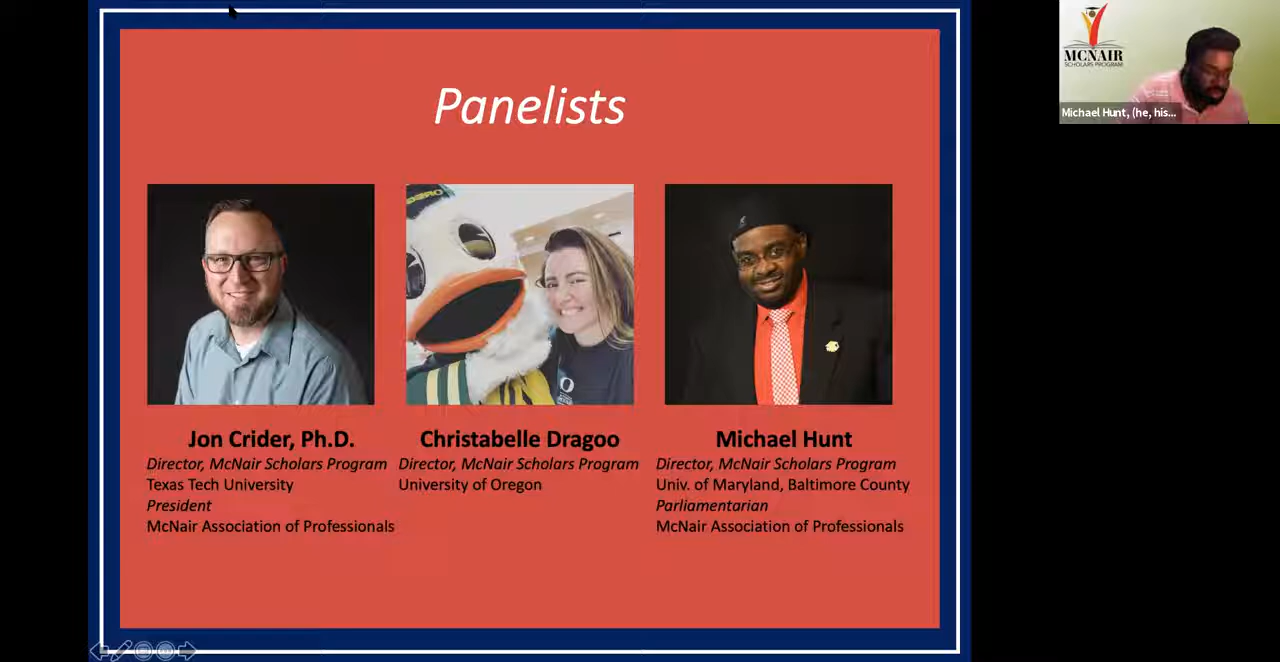 Panelists
Jon Crider, Ph.D.
Director, McNair Scholars Program
Texas Tech University
President
McNair Association of Professionals
Christabelle Dragoo
Director, McNair Scholars Program
University of Oregon
Michael Hunt
Director, McNair Scholars Program
Univ. of Maryland, Baltimore County
Parliamentarian
McNair Association of Professionals
MCNAIR
SCHOLARS PROGRAM
Michael Hunt, (he, his...